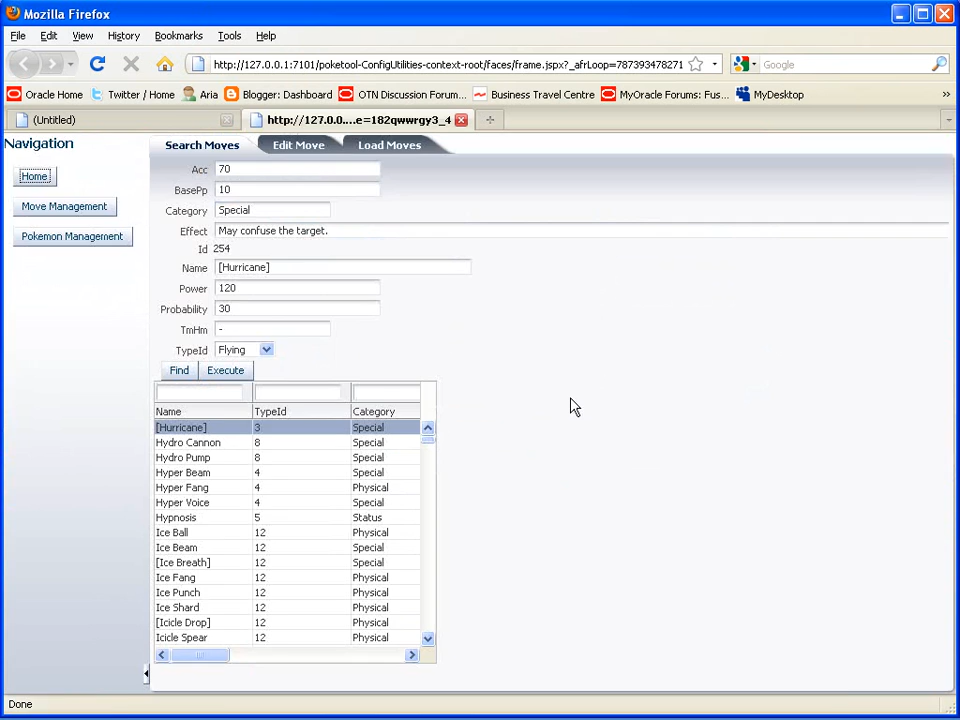 Mozilla Firefox
File Edit View History Bookmarks Tools Help
http://127.0.0.1:7101/poketool-ConfigUtilities-context-root/faces/frame.jspx?_afrLoop=787393478271
Google
Oracle Home Twitter / Home Aria Blogger: Dashboard OTN Discussion Forum... Business Travel Centre MyOracle Forums: Fus... MyDesktop »
(Untitled) http://127.0.0....e=182qwwrgy3_4
Navigation
Home
Move Management
Pokemon Management
Search Moves Edit Move Load Moves
Acc 70
BasePp 10
Category Special
Effect May confuse the target.
Id 254
Name [Hurricane]
Power 120
Probability 30
TmHm -
TypeId Flying
Find Execute
Name TypeId Category
[Hurricane] 3 Special
Hydro Cannon 8 Special
Hydro Pump 8 Special
Hyper Beam 4 Special
Hyper Fang 4 Physical
Hyper Voice 4 Special
Hypnosis 5 Status
Ice Ball 12 Physical
Ice Beam 12 Special
[Ice Breath] 12 Special
Ice Fang 12 Physical
Ice Punch 12 Physical
Ice Shard 12 Physical
[Icicle Drop] 12 Physical
Icicle Spear 12 Physical
Done